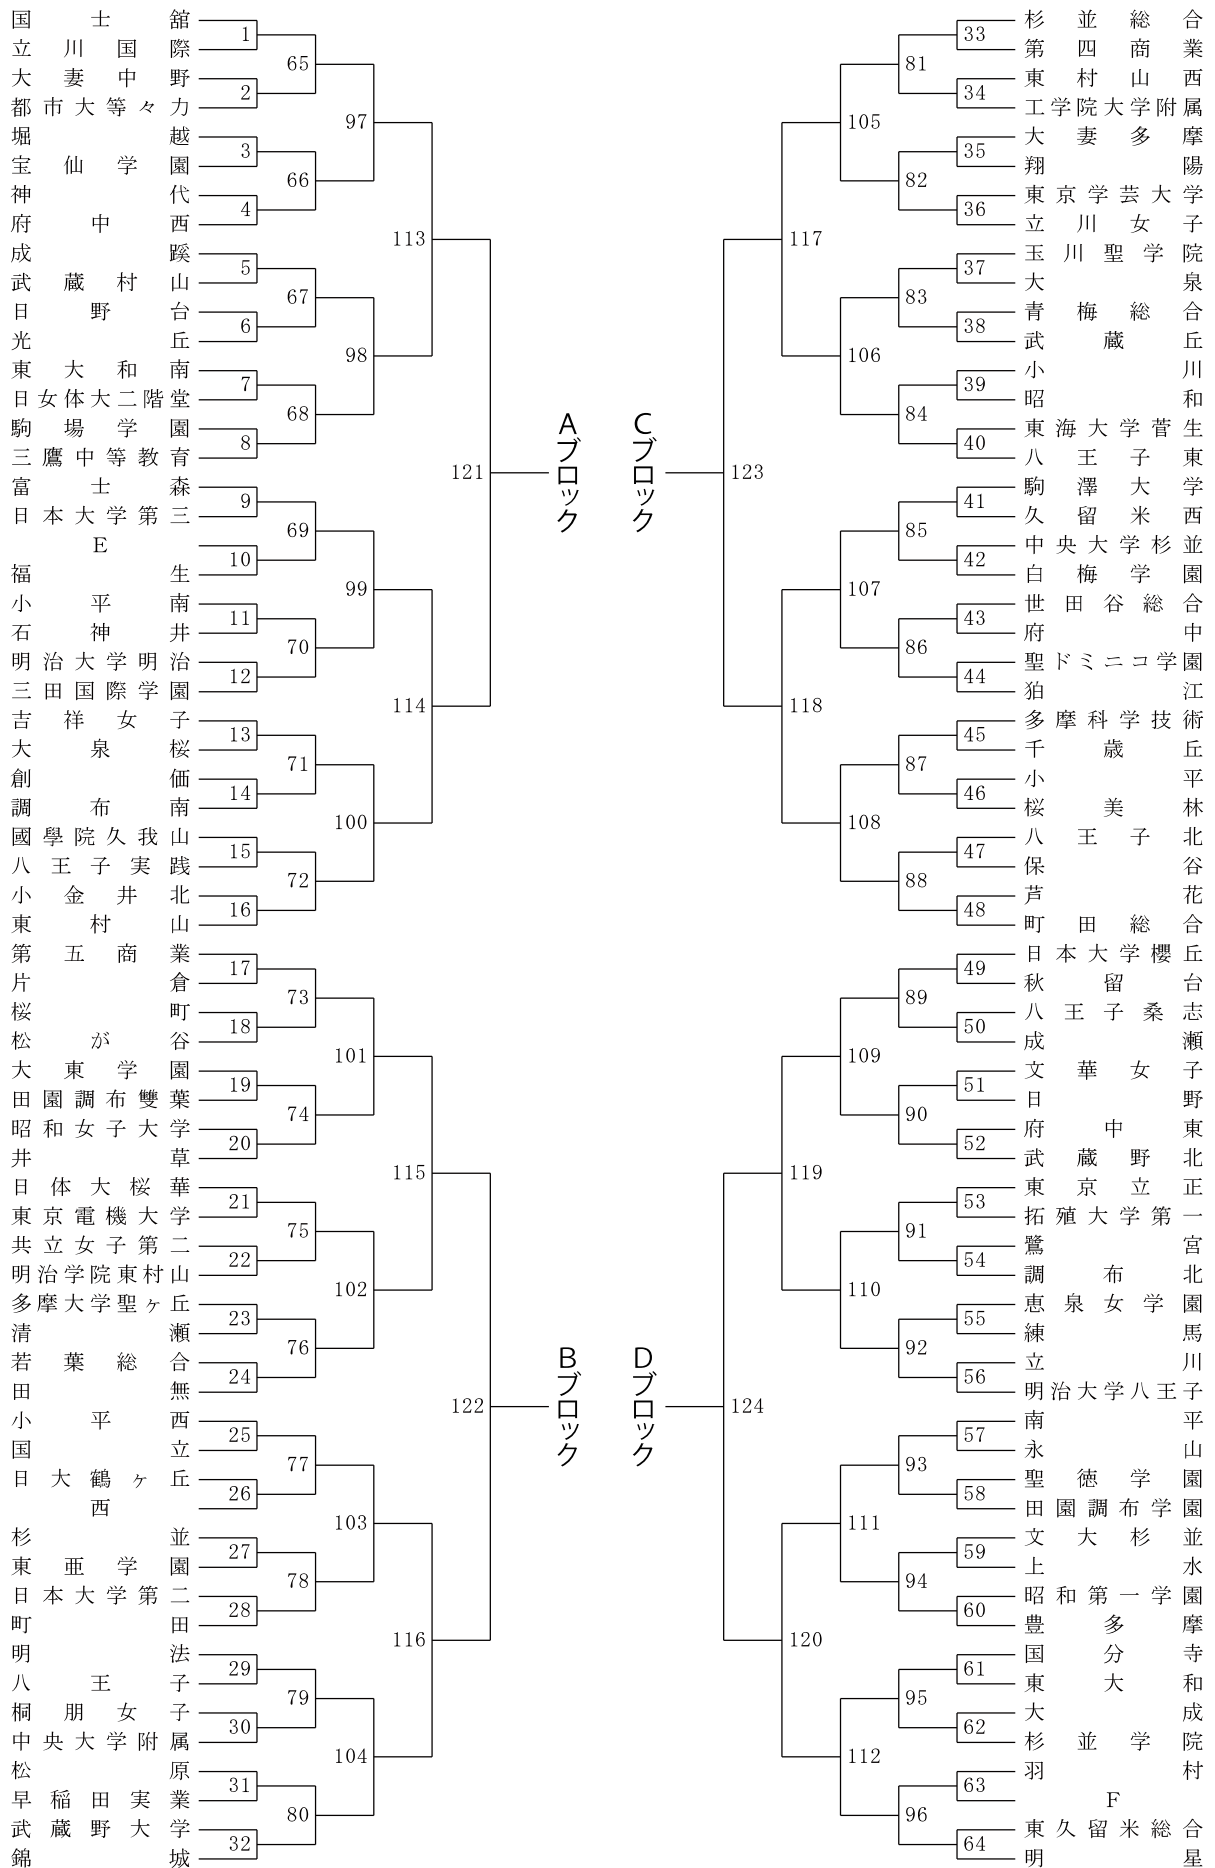 国士舘
立川国際
大妻中野
都市大等々力
堀越
宝仙学園
神代
府中西
成蹊
武蔵村山
日野台
光丘
東大和南
日女体大二階堂
駒場学園
三鷹中等教育
富士森
日本大学第三
E
福生
小平南
石神井
明治大学明治
三田国際学園
吉祥女子
大泉桜
創価
調布南
國學院久我山
八王子実践
小金井北
東村山
1
2
3
4
5
6
7
8
9
10
11
12
13
14
15
16
65
66
67
68
69
70
71
72
97
98
99
100
113
114
121
Aブロック
第五商業
片倉
桜町
松が谷
大東学園
田園調布雙葉
昭和女子大学
井草
日体大桜華
東京電機大学
共立女子第二
明治学院東村山
多摩大学聖ヶ丘
清瀬
若葉総合
田無
小平西
国立
日大鶴ヶ丘
西
杉並
東亜学園
日本大学第二
町田
明法
八王子
桐朋女子
中央大学附属
松原
早稲田実業
武蔵野大学
錦城
17
18
19
20
21
22
23
24
25
26
27
28
29
30
31
32
73
74
75
76
77
78
79
80
101
102
103
104
115
116
122
Bブロック
杉並総合
第四商業
東村山西
工学院大学附属
大妻多摩
翔陽
東京学芸大学
立川女子
玉川聖学院
大泉
青梅総合
武蔵丘
小川
昭和
東海大学菅生
八王子東
駒澤大学
久留米西
中央大学杉並
白梅学園
世田谷総合
府中
聖ドミニコ学園
狛江
多摩科学技術
千歳丘
小平
桜美林
八王子北
保谷
芦花
町田総合
33
34
35
36
37
38
39
40
41
42
43
44
45
46
47
48
81
82
83
84
85
86
87
88
105
106
107
108
117
118
123
Cブロック
日本大学櫻丘
秋留台
八王子桑志
成瀬
文華女子
日野
府中東
武蔵野北
東京立正
拓殖大学第一
鷺宮
調布北
恵泉女学園
練馬
立川
明治大学八王子
南平
永山
聖徳学園
田園調布学園
文大杉並
上水
昭和第一学園
豊多摩
国分寺
東大和
大成
杉並学院
羽村
F
東久留米総合
明星
49
50
51
52
53
54
55
56
57
58
59
60
61
62
63
64
89
90
91
92
93
94
95
96
109
110
111
112
119
120
124
Dブロック